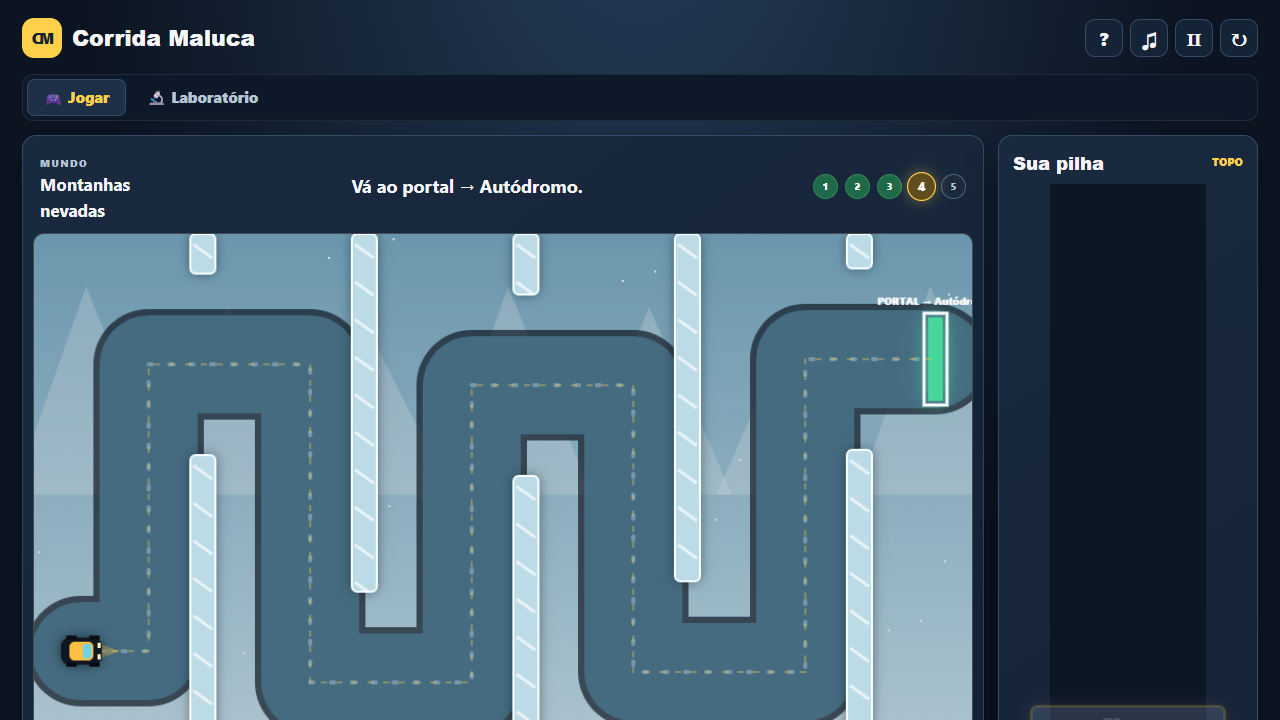 CM
Corrida Maluca
?
Jogar
Laboratório
MUNDO
Montanhas
nevadas
Vá ao portal → Autódromo.
1 2 3 4 5
Sua pilha
TOPO
PORTAL → Autódr